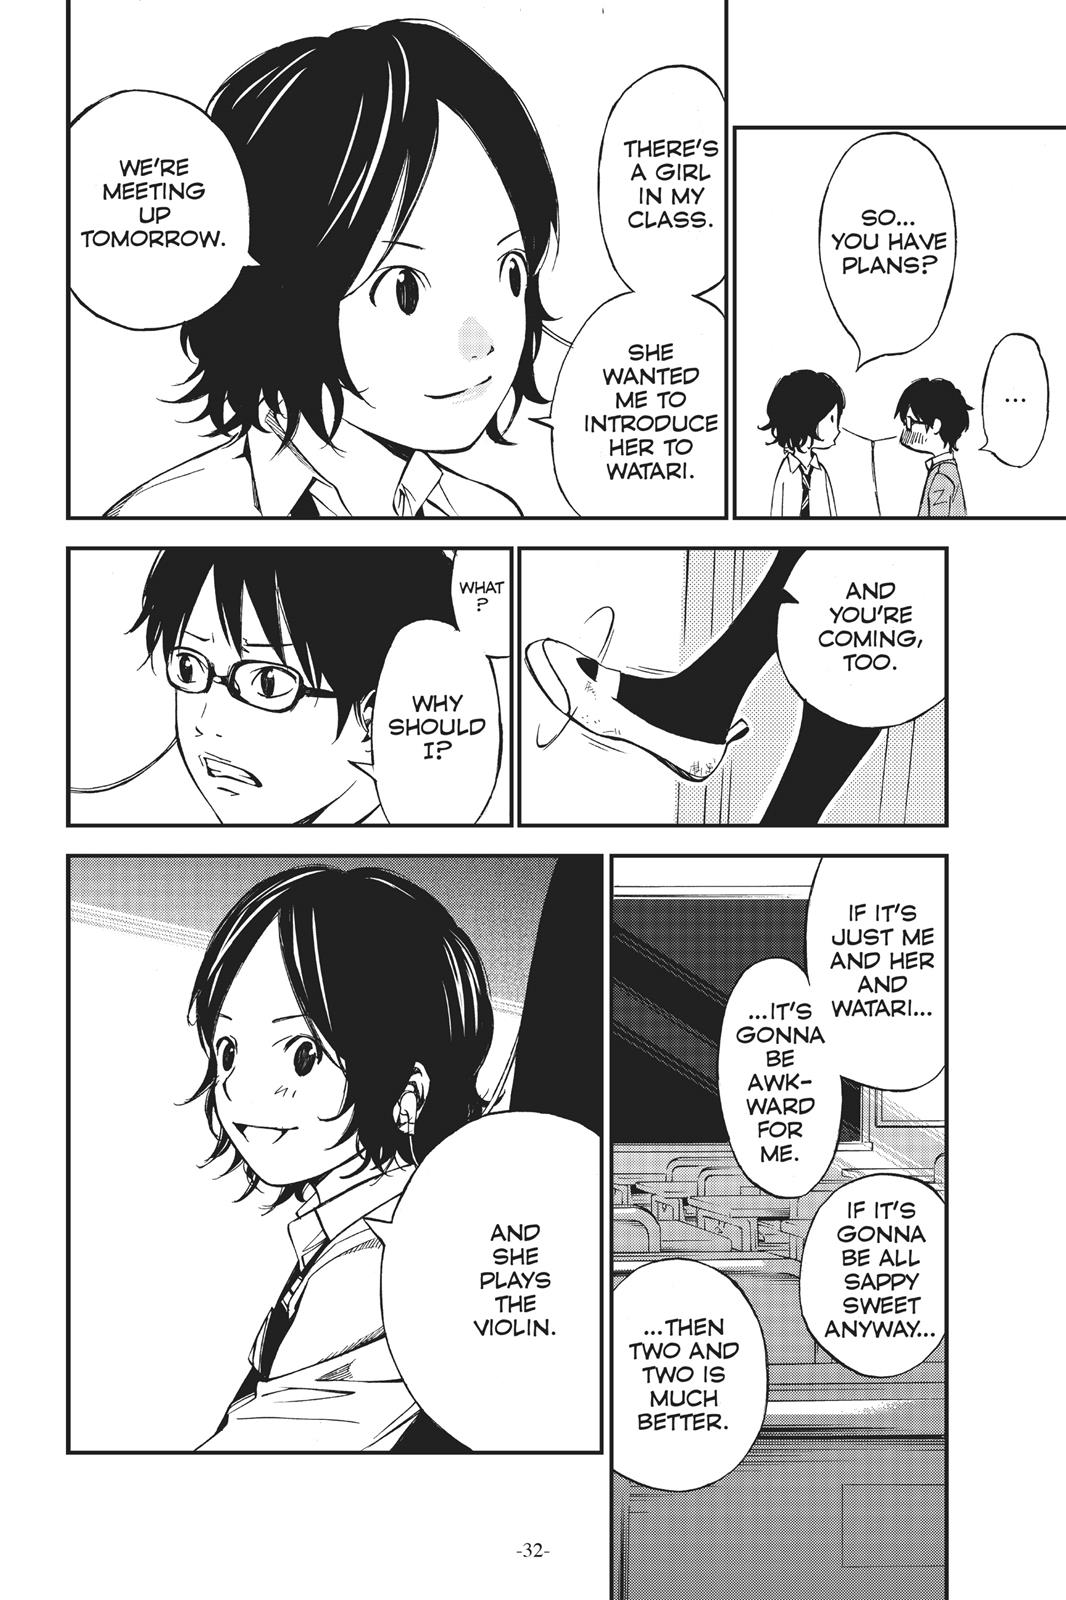 SO...
YOU HAVE
PLANS?
...
THERE'S
A GIRL
IN MY
CLASS.
SHE
WANTED
ME TO
INTRODUCE
HER TO
WATARI.
WE'RE
MEETING
UP
TOMORROW.
AND
YOU'RE
COMING,
TOO.
WHAT
?
WHY
SHOULD
I?
IF IT'S
JUST ME
AND HER
AND
WATARI...
...IT'S
GONNA
BE
AWK-
WARD
FOR
ME.
IF IT'S
GONNA
BE ALL
SAPPY
SWEET
ANYWAY...
...THEN
TWO AND
TWO IS
MUCH
BETTER.
AND
SHE
PLAYS
THE
VIOLIN.
-32-